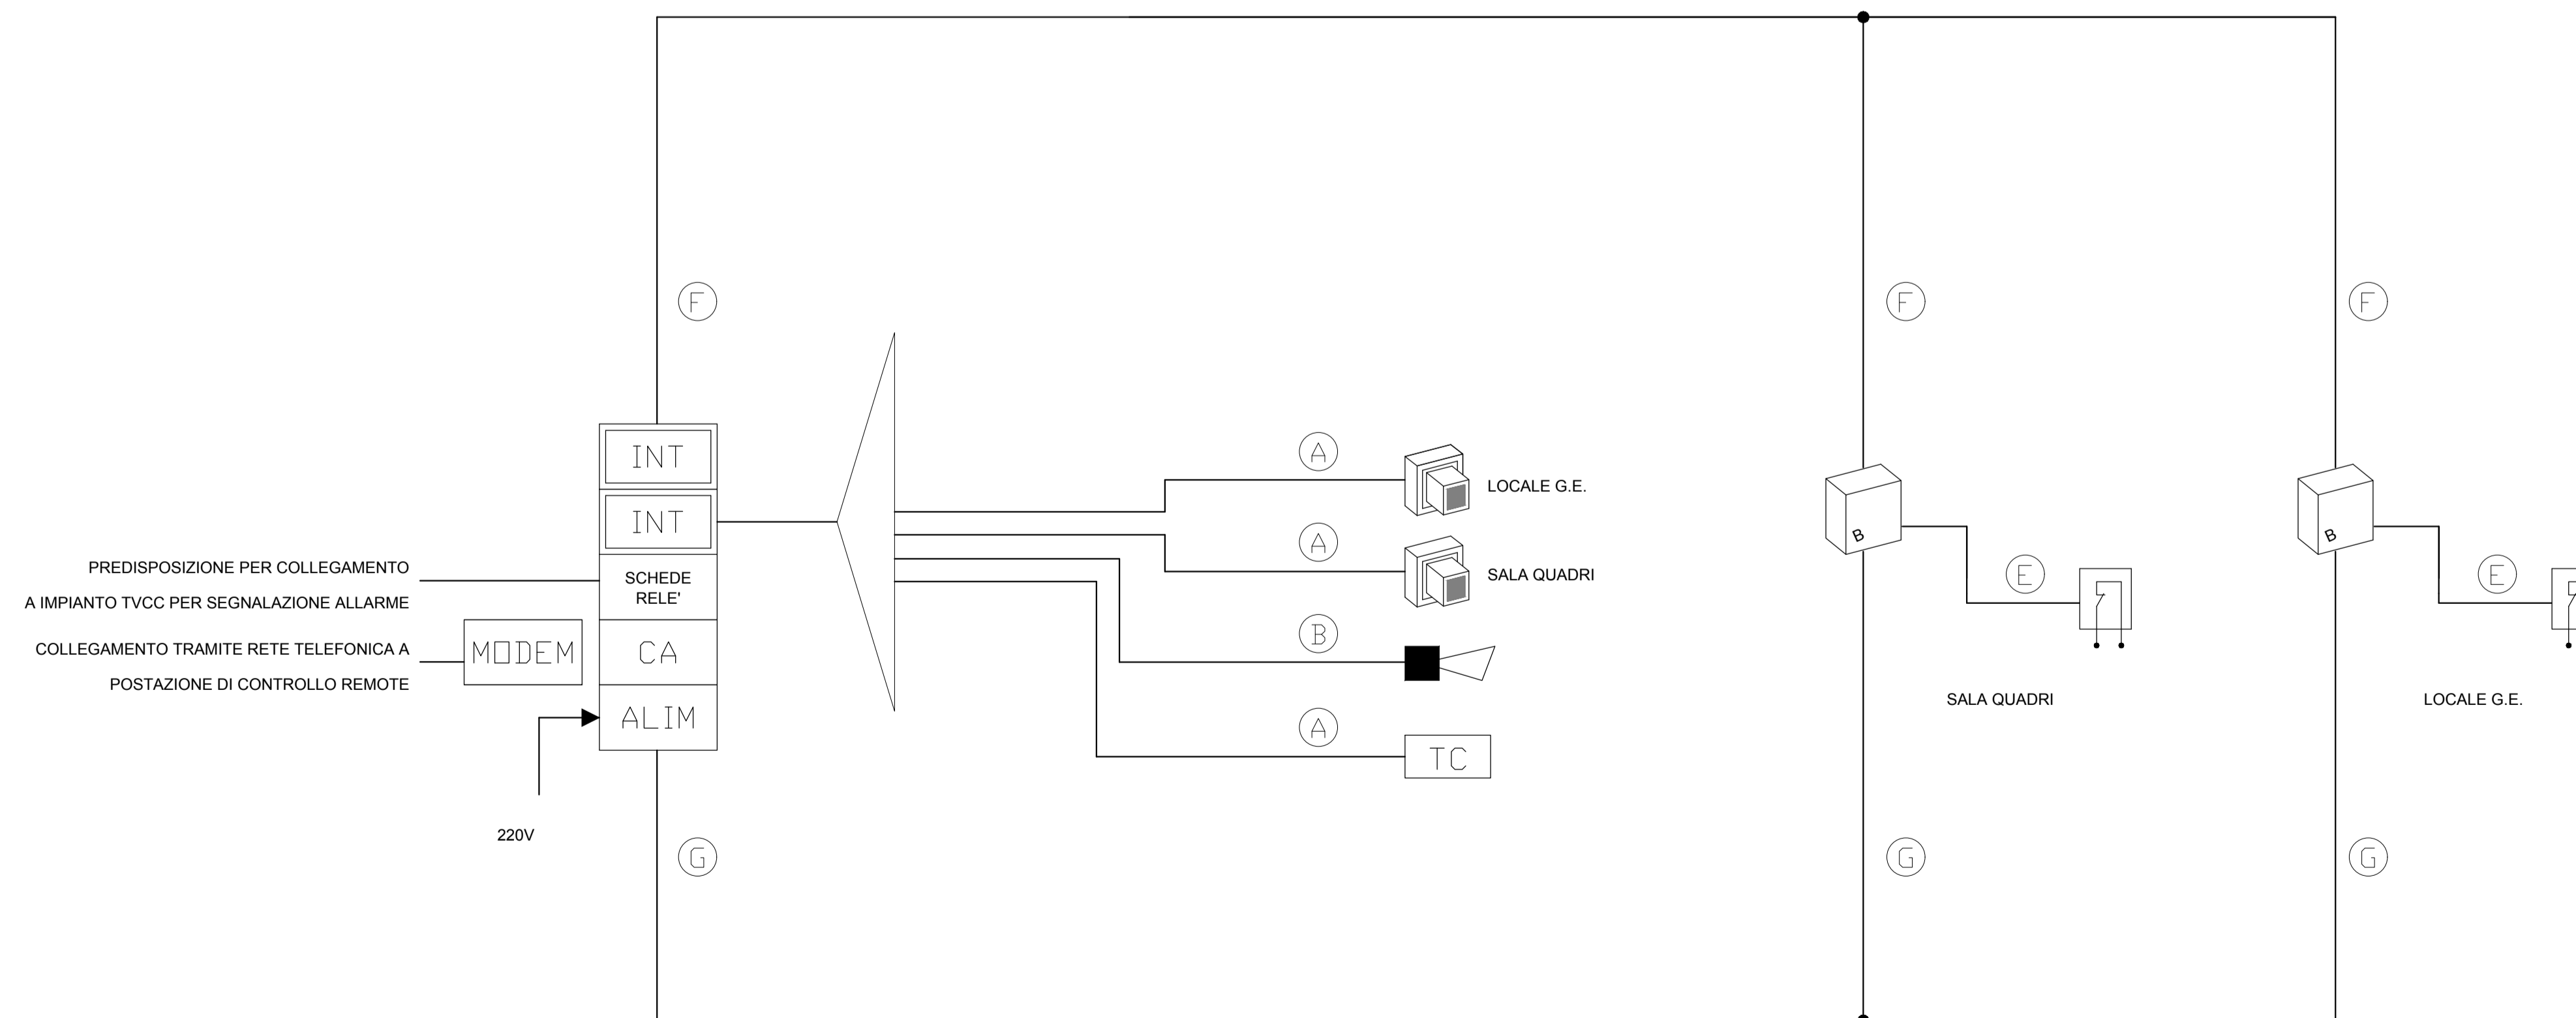 F
F
F
INT
A
LOCALE G.E.
INT
A
SALA QUADRI
B
B
E
E
PREDISPOSIZIONE PER COLLEGAMENTO
A IMPIANTO TVCC PER SEGNALAZIONE ALLARME
SCHEDE
RELE'
B
COLLEGAMENTO TRAMITE RETE TELEFONICA A
POSTAZIONE DI CONTROLLO REMOTE
MODEM
CA
SALA QUADRI
LOCALE G.E.
ALIM
A
TC
220V
G
G
G